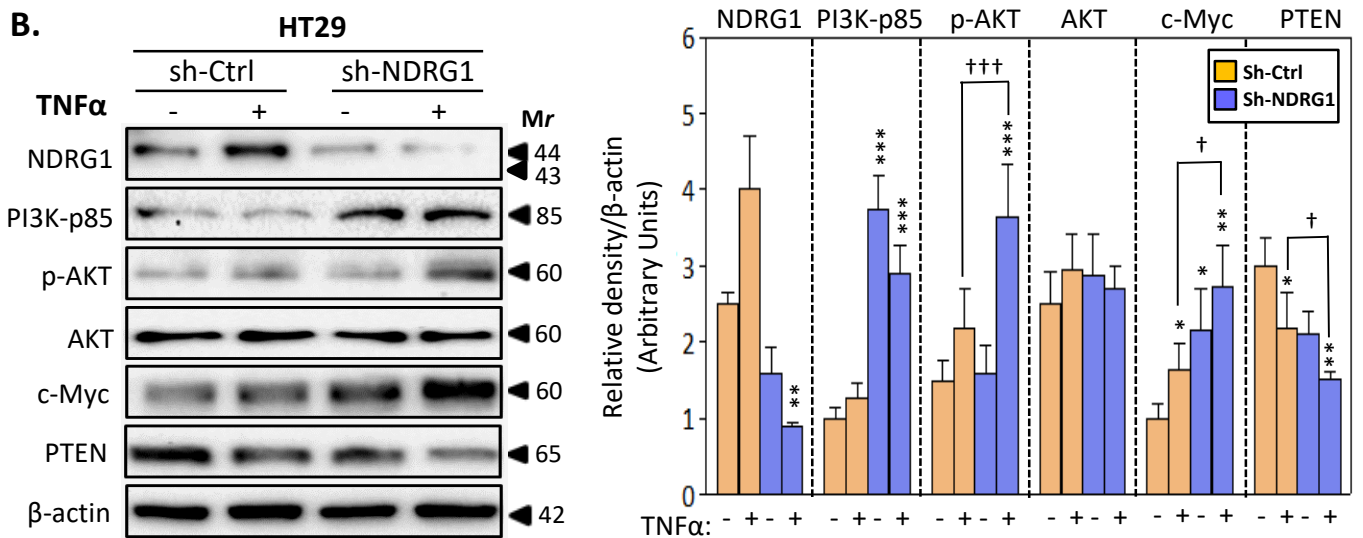 B.
HT29
sh-Ctrl sh-NDRG1
TNFα - + - +
Mr
NDRG1 44
43
PI3K-p85 85
p-AKT 60
AKT 60
c-Myc 60
PTEN 65
β-actin 42
NDRG1 PI3K-p85 p-AKT AKT c-Myc PTEN
Sh-Ctrl
Sh-NDRG1
Relative density/β-actin
(Arbitrary Units)
6
5
4
3
2
1
0
**
***
***
†††
***
†
*
*
**
†
*
**
TNFα: - + - + - + - + - + - + - + - + - + - + - + - +